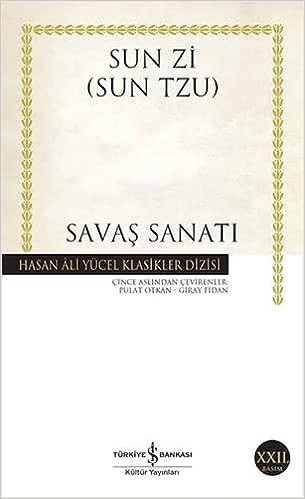 SUN Zİ
(SUN TZU)
SAVAŞ SANATI
HASAN ÂLİ YÜCEL KLASİKLER DİZİSİ
ÇİNCE ASLINDAN ÇEVİRENLER:
PULAT OTKAN - GİRAY FİDAN
XXII.
BASIM
TÜRKİYE İŞ BANKASI
Kültür Yayınları